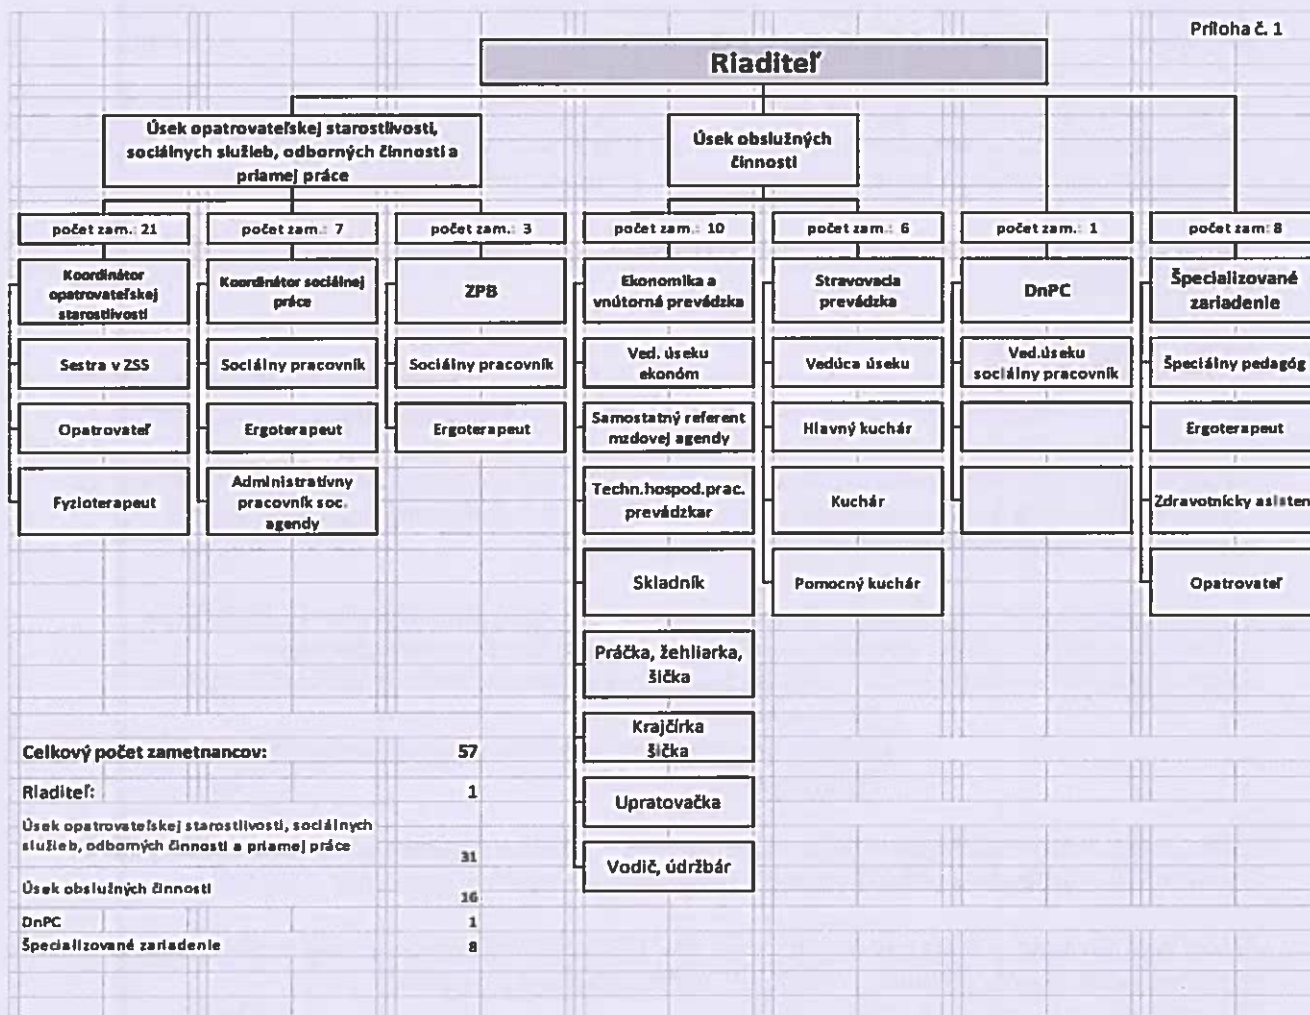 Príloha č. 1
Riaditeľ
Úsek opatrovateľskej starostlivosti,
sociálnych služieb, odborných činností a
priamej práce
Úsek obslužných
činností
počet zam.: 21
počet zam.: 7
počet zam.: 3
počet zam.: 10
počet zam.: 6
počet zam.: 1
počet zam: 8
Koordinátor
opatrovateľskej
starostlivosti
Koordinátor sociálnej
práce
ZPB
Ekonomika a
vnútorná prevádzka
Stravovacia
prevádzka
DnPC
Špecializované
zariadenie
Sestra v ZSS
Sociálny pracovník
Sociálny pracovník
Ved. úseku
ekonóm
Vedúca úseku
Ved.úseku
sociálny pracovník
Špeciálny pedagóg
Opatrovateľ
Ergoterapeut
Ergoterapeut
Samostatný referent
mzdovej agendy
Hlavný kuchár
Ergoterapeut
Fyzioterapeut
Administratívny
pracovník soc.
agendy
Techn.hospod.prac.
prevádzkar
Kuchár
Zdravotnícky asisten
Skladník
Pomocný kuchár
Opatrovateľ
Práčka, žehliarka,
šička
Krajčírka
šička
Upratovačka
Vodič, údržbár
Celkový počet zametnancov: 57
Riaditeľ: 1
Úsek opatrovateľskej starostlivosti, sociálnych
služieb, odborných činností a priamej práce 31
Úsek obslužných činností 16
DnPC 1
Špecializované zariadenie 8